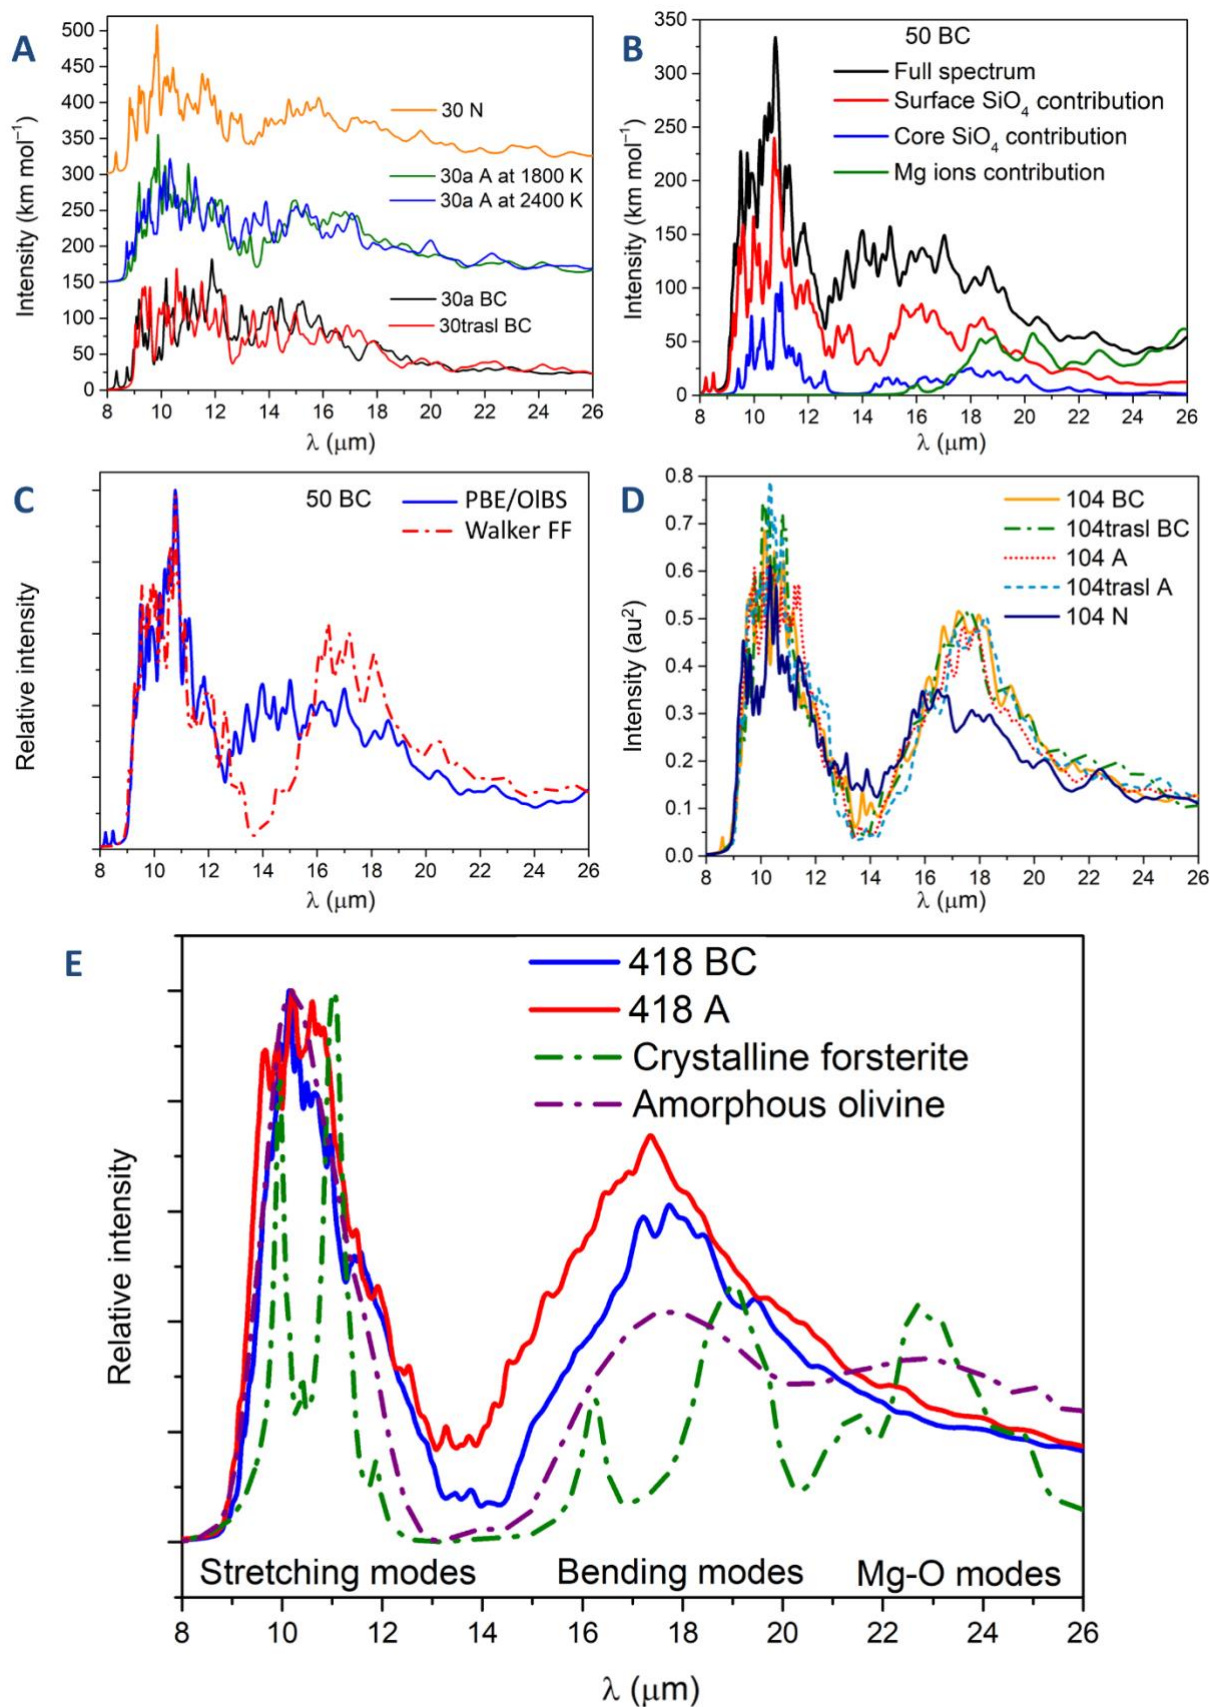 A
Intensity (km mol⁻¹)
500
450
400
350
300
250
200
150
100
50
0
30 N
30a A at 1800 K
30a A at 2400 K
30a BC
30trasl BC
8 10 12 14 16 18 20 22 24 26
λ (μm)
B
Intensity (km mol⁻¹)
350
300
250
200
150
100
50
0
50 BC
Full spectrum
Surface SiO₄ contribution
Core SiO₄ contribution
Mg ions contribution
8 10 12 14 16 18 20 22 24 26
λ (μm)
C
Relative intensity
50 BC
PBE/OIBS
Walker FF
8 10 12 14 16 18 20 22 24 26
λ (μm)
D
Intensity (au²)
0.8
0.7
0.6
0.5
0.4
0.3
0.2
0.1
0.0
104 BC
104trasl BC
104 A
104trasl A
104 N
8 10 12 14 16 18 20 22 24 26
λ (μm)
E
Relative intensity
418 BC
418 A
Crystalline forsterite
Amorphous olivine
Stretching modes
Bending modes
Mg-O modes
8 10 12 14 16 18 20 22 24 26
λ (μm)